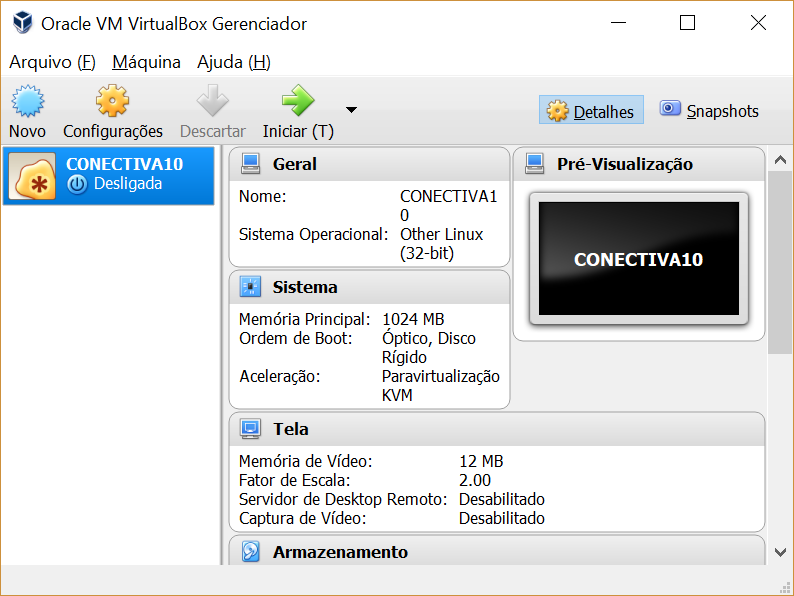 Oracle VM VirtualBox Gerenciador
Arquivo (F) Máquina Ajuda (H)
Novo Configurações Descartar Iniciar (T) Detalhes Snapshots
CONECTIVA10
Desligada
Geral
Nome: CONECTIVA1
0
Sistema Operacional: Other Linux
(32-bit)
Pré-Visualização
CONECTIVA10
Sistema
Memória Principal: 1024 MB
Ordem de Boot: Óptico, Disco
Rígido
Aceleração: Paravirtualização
KVM
Tela
Memória de Vídeo: 12 MB
Fator de Escala: 2.00
Servidor de Desktop Remoto: Desabilitado
Captura de Vídeo: Desabilitado
Armazenamento